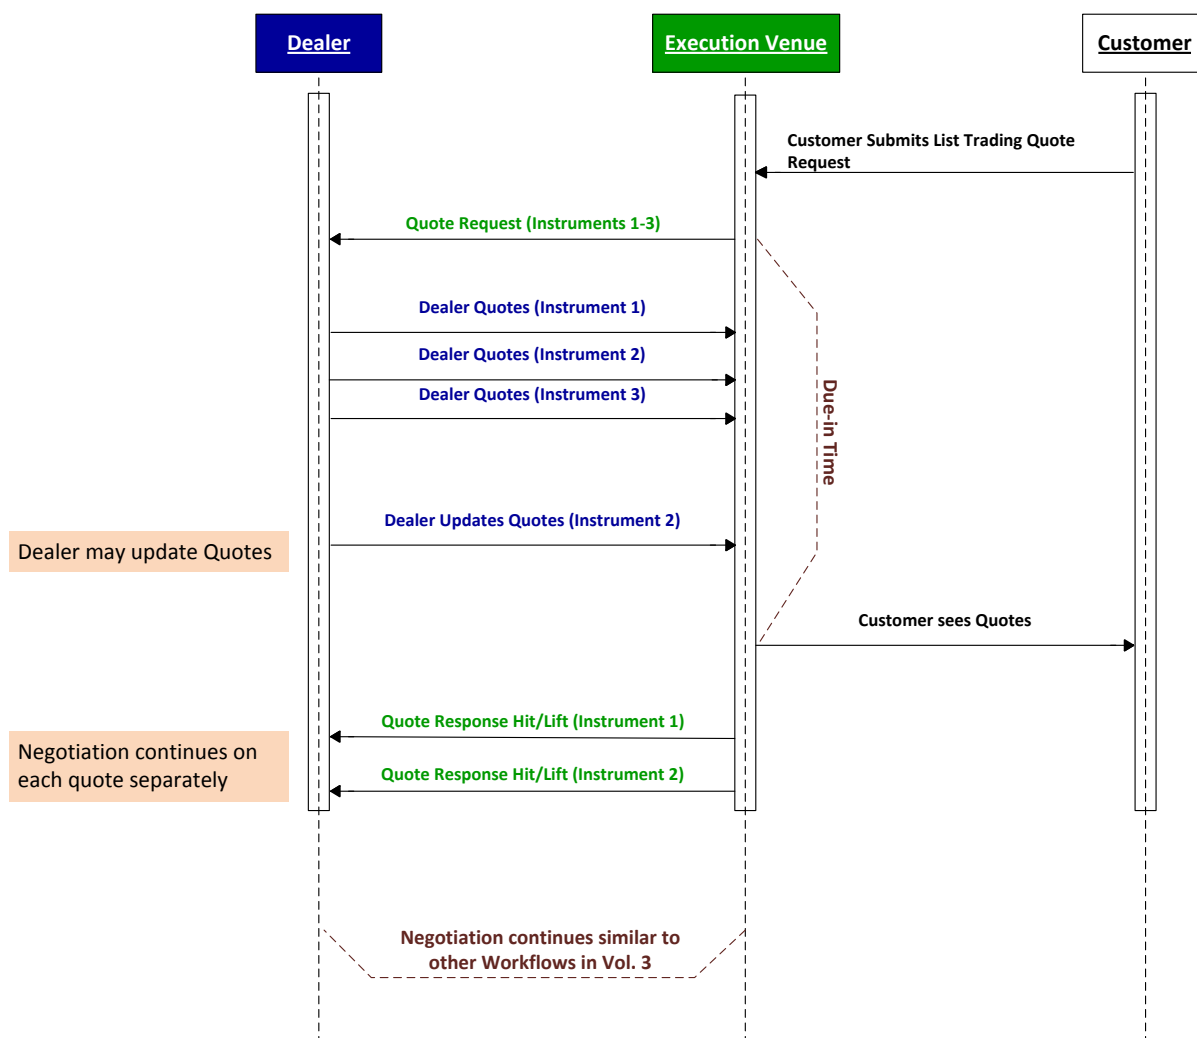 Dealer
Execution Venue
Customer
Customer Submits List Trading Quote
Request
Quote Request (Instruments 1-3)
Dealer Quotes (Instrument 1)
Dealer Quotes (Instrument 2)
Dealer Quotes (Instrument 3)
Due-in Time
Dealer Updates Quotes (Instrument 2)
Dealer may update Quotes
Customer sees Quotes
Quote Response Hit/Lift (Instrument 1)
Negotiation continues on
each quote separately
Quote Response Hit/Lift (Instrument 2)
Negotiation continues similar to
other Workflows in Vol. 3